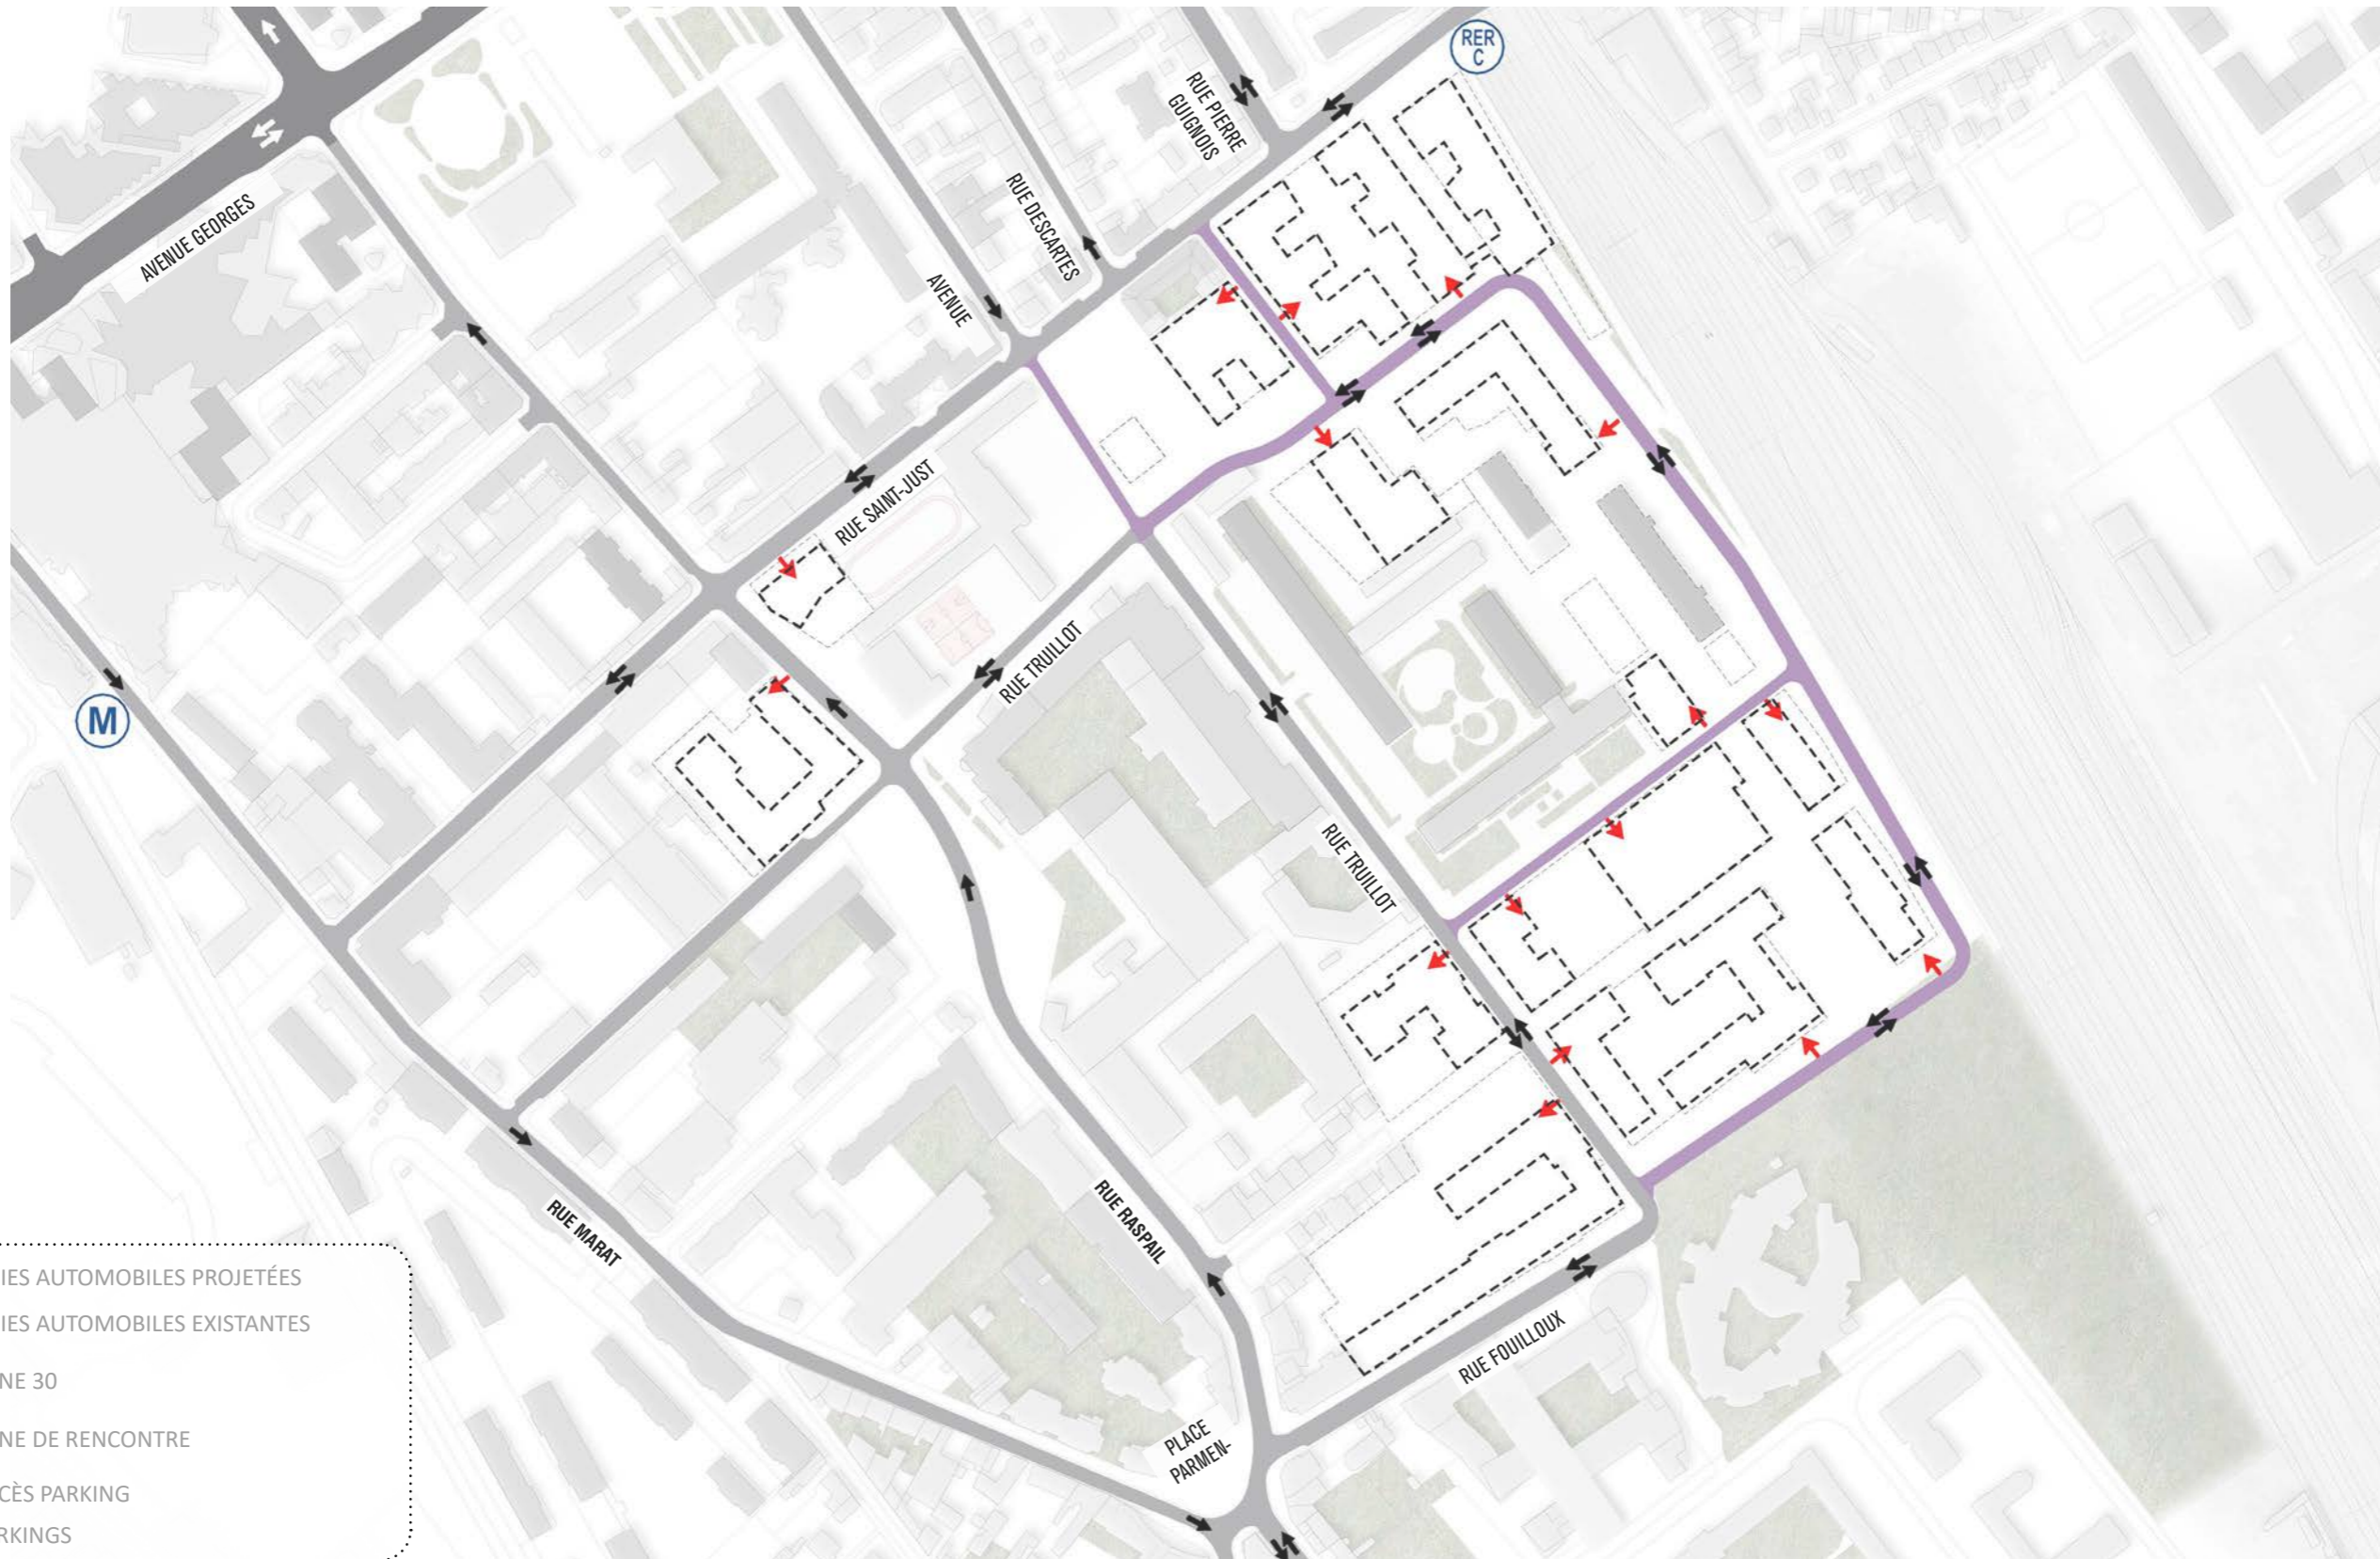 RER
C
RUE PIERRE
GUIGNOIS
RUE DESCARTES
AVENUE GEORGES
AVENUE
RUE SAINT-JUST
RUE TRUILLOT
M
RUE TRUILLOT
RUE MARAT
RUE RASPAIL
RUE FOUILLOUX
PLACE
PARMEN-
IES AUTOMOBILES PROJETÉES
IES AUTOMOBILES EXISTANTES
NE 30
NE DE RENCONTRE
CÈS PARKING
RKINGS